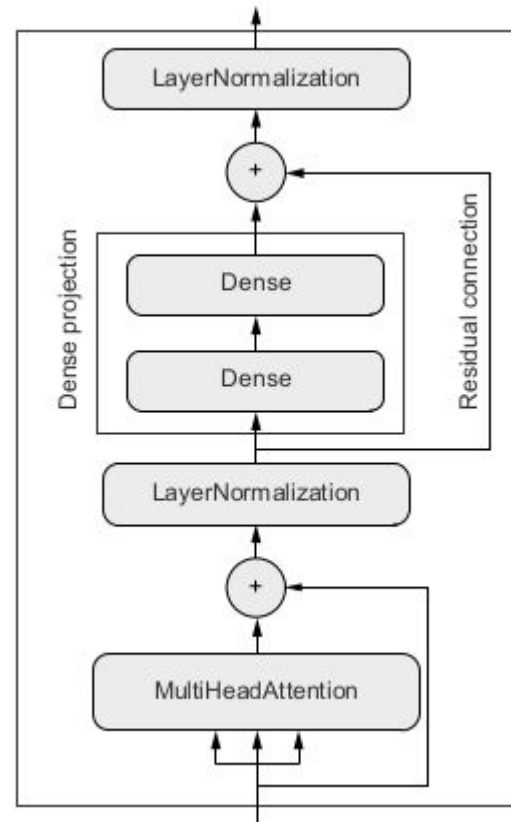 LayerNormalization
+
Dense projection
Dense
Residual connection
Dense
LayerNormalization
+
MultiHeadAttention